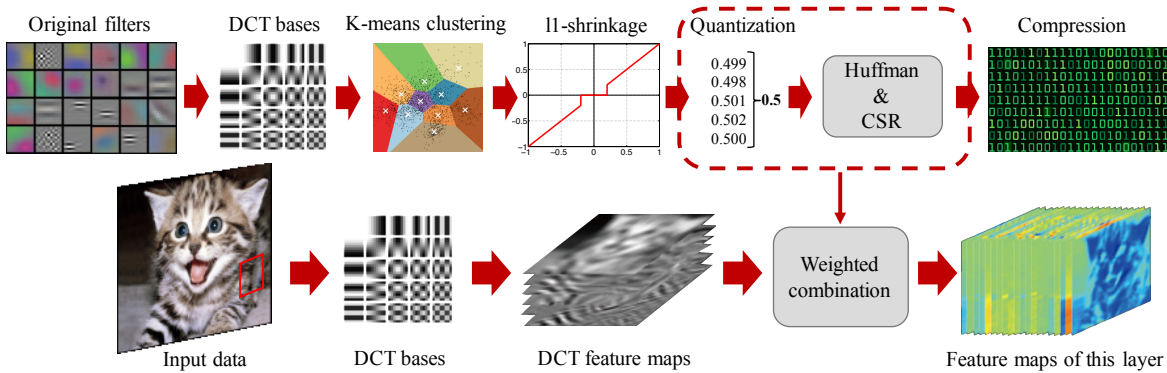 Original filters
DCT bases
K-means clustering
l1-shrinkage
Quantization
Compression
1
0.5
0
−0.5
−1
−1
−0.5
0
0.5
1
0.499
0.498
0.501
0.502
0.500
0.5
Huffman
&
CSR
Input data
DCT bases
DCT feature maps
Weighted
combination
Feature maps of this layer